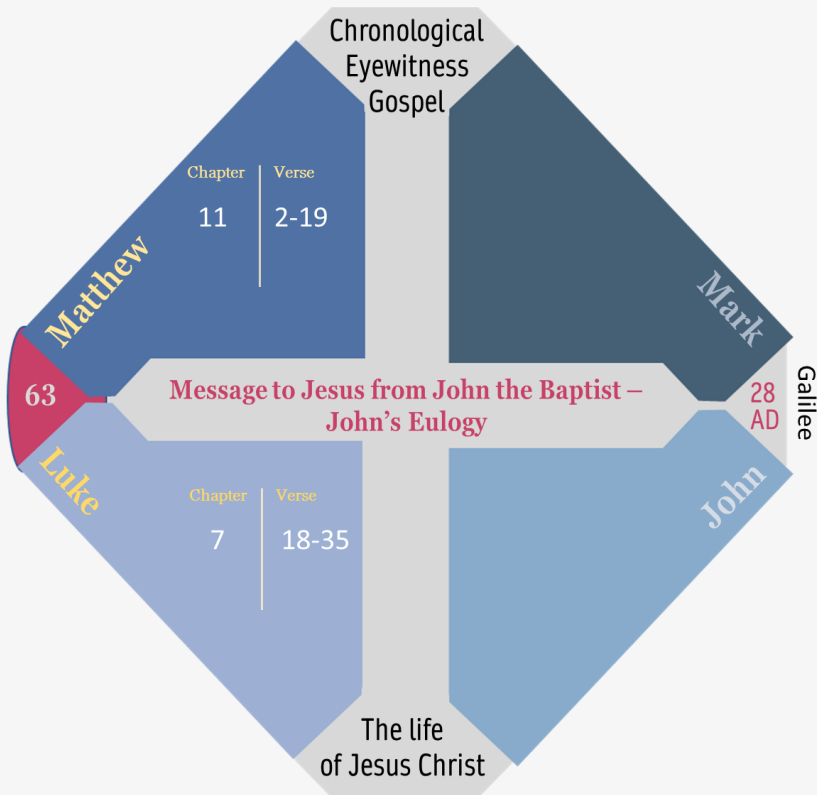 Chronological
Eyewitness
Gospel
Chapter
Verse
11
2-19
Matthew
Mark
63
Message to Jesus from John the Baptist –
John’s Eulogy
28
AD
Galilee
Luke
John
Chapter
Verse
7
18-35
The life
of Jesus Christ